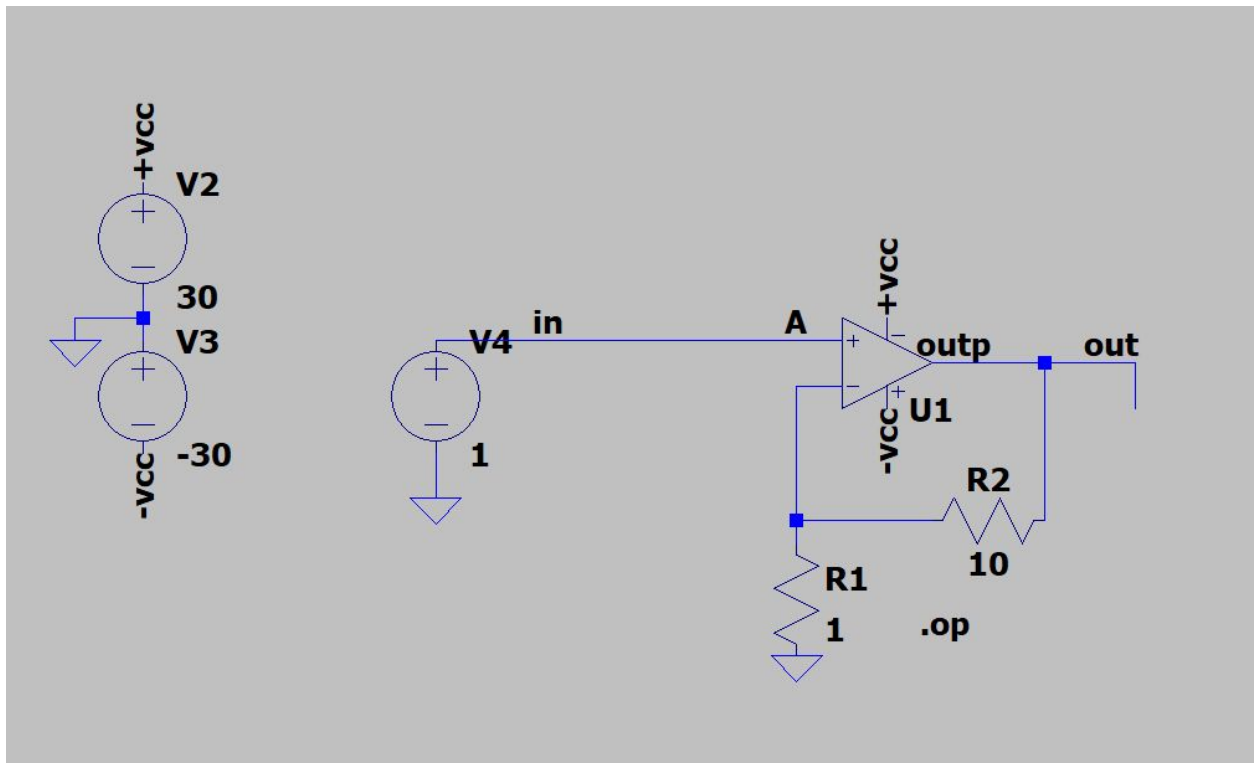 +vcc
V2
30
V3
-30
-vcc
in
V4
1
A
+vcc
outp
out
U1
-vcc
R2
10
R1
1
.op